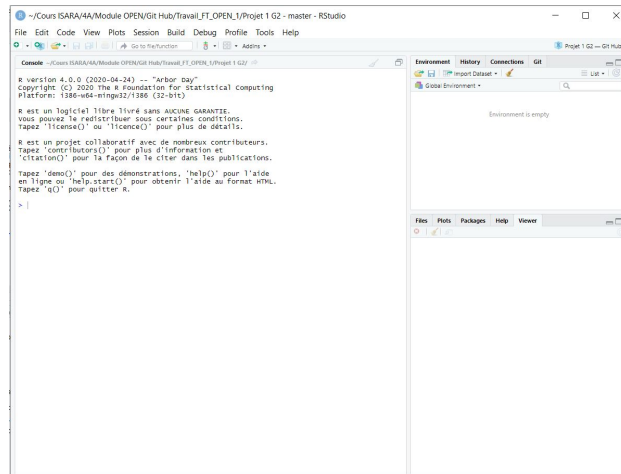 ~/Cours ISARA/4A/Module OPEN/Git Hub/Travail_FT_OPEN_1/Projet 1 G2 - master - RStudio
File Edit Code View Plots Session Build Debug Profile Tools Help
Go to file/function Addins Projet 1 G2 — Git Hub
Console ~/Cours ISARA/4A/Module OPEN/Git Hub/Travail_FT_OPEN_1/Projet 1 G2/
R version 4.0.0 (2020-04-24) -- "Arbor Day"
Copyright (C) 2020 The R Foundation for Statistical Computing
Platform: i386-w64-mingw32/i386 (32-bit)
R est un logiciel libre livré sans AUCUNE GARANTIE.
Vous pouvez le redistribuer sous certaines conditions.
Tapez 'license()' ou 'licence()' pour plus de détails.
R est un projet collaboratif avec de nombreux contributeurs.
Tapez 'contributors()' pour plus d'information et
'citation()' pour la façon de le citer dans les publications.
Tapez 'demo()' pour des démonstrations, 'help()' pour l'aide
en ligne ou 'help.start()' pour obtenir l'aide au format HTML.
Tapez 'q()' pour quitter R.
>
Environment History Connections Git
Import Dataset List
Global Environment
Environment is empty
Files Plots Packages Help Viewer